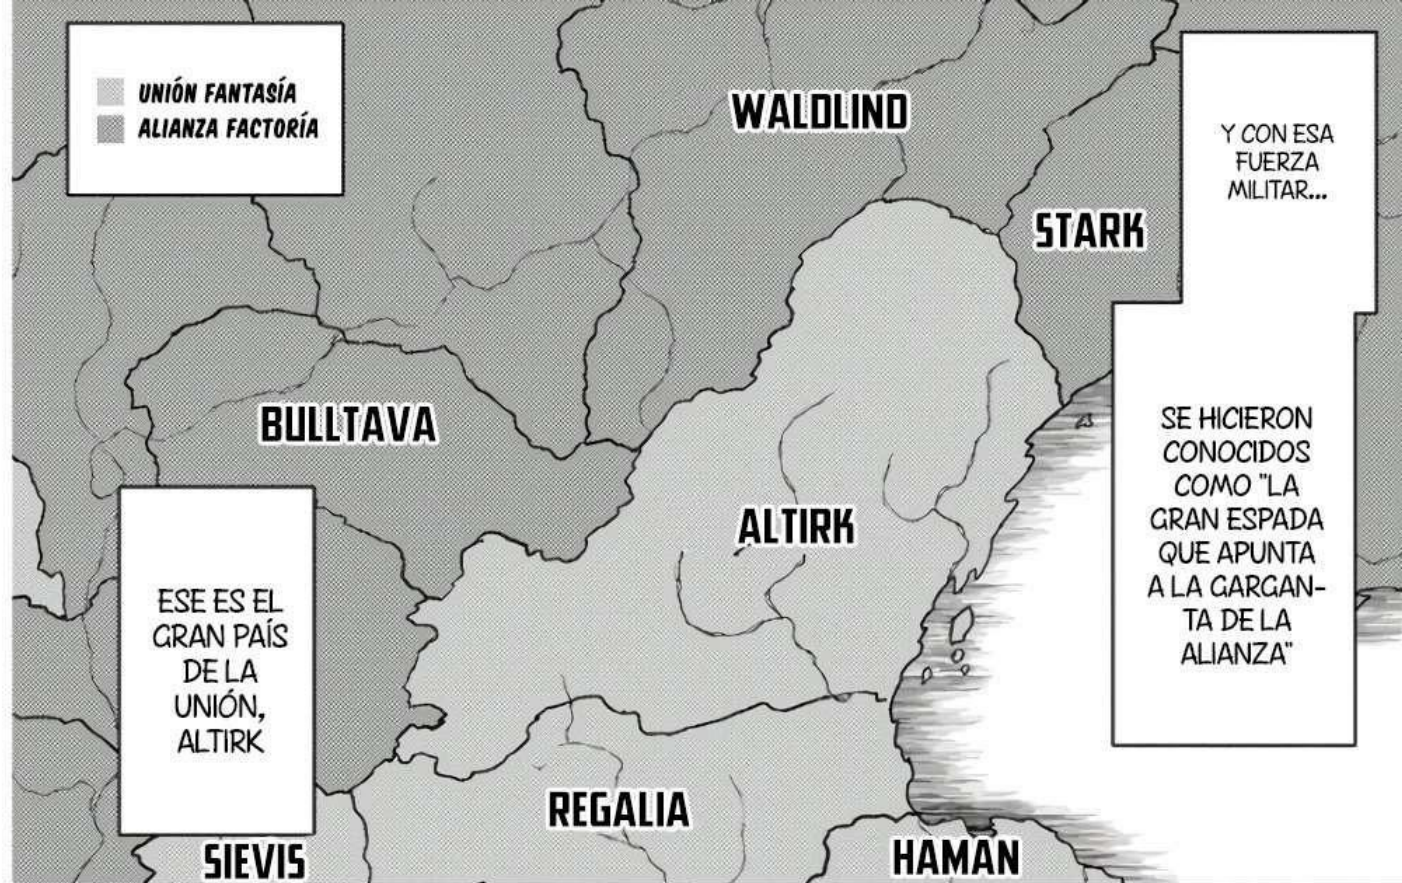 Y CON ESA
FUERZA
MILITAR...
SE HICIERON
CONOCIDOS
COMO "LA
GRAN ESPADA
QUE APUNTA
A LA GARGAN-
TA DE LA
ALIANZA"
UNIÓN FANTASÍA
ALIANZA FACTORÍA
WALDLIND
STARK
BULLTAVA
ALTIRK
REGALIA
HAMAN
SIEVIS
ESE ES EL
GRAN PAÍS
DE LA
UNIÓN,
ALTIRK